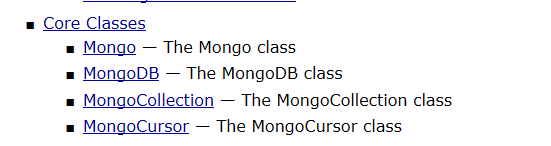 Core Classes
Mongo — The Mongo class
MongoDB — The MongoDB class
MongoCollection — The MongoCollection class
MongoCursor — The MongoCursor class